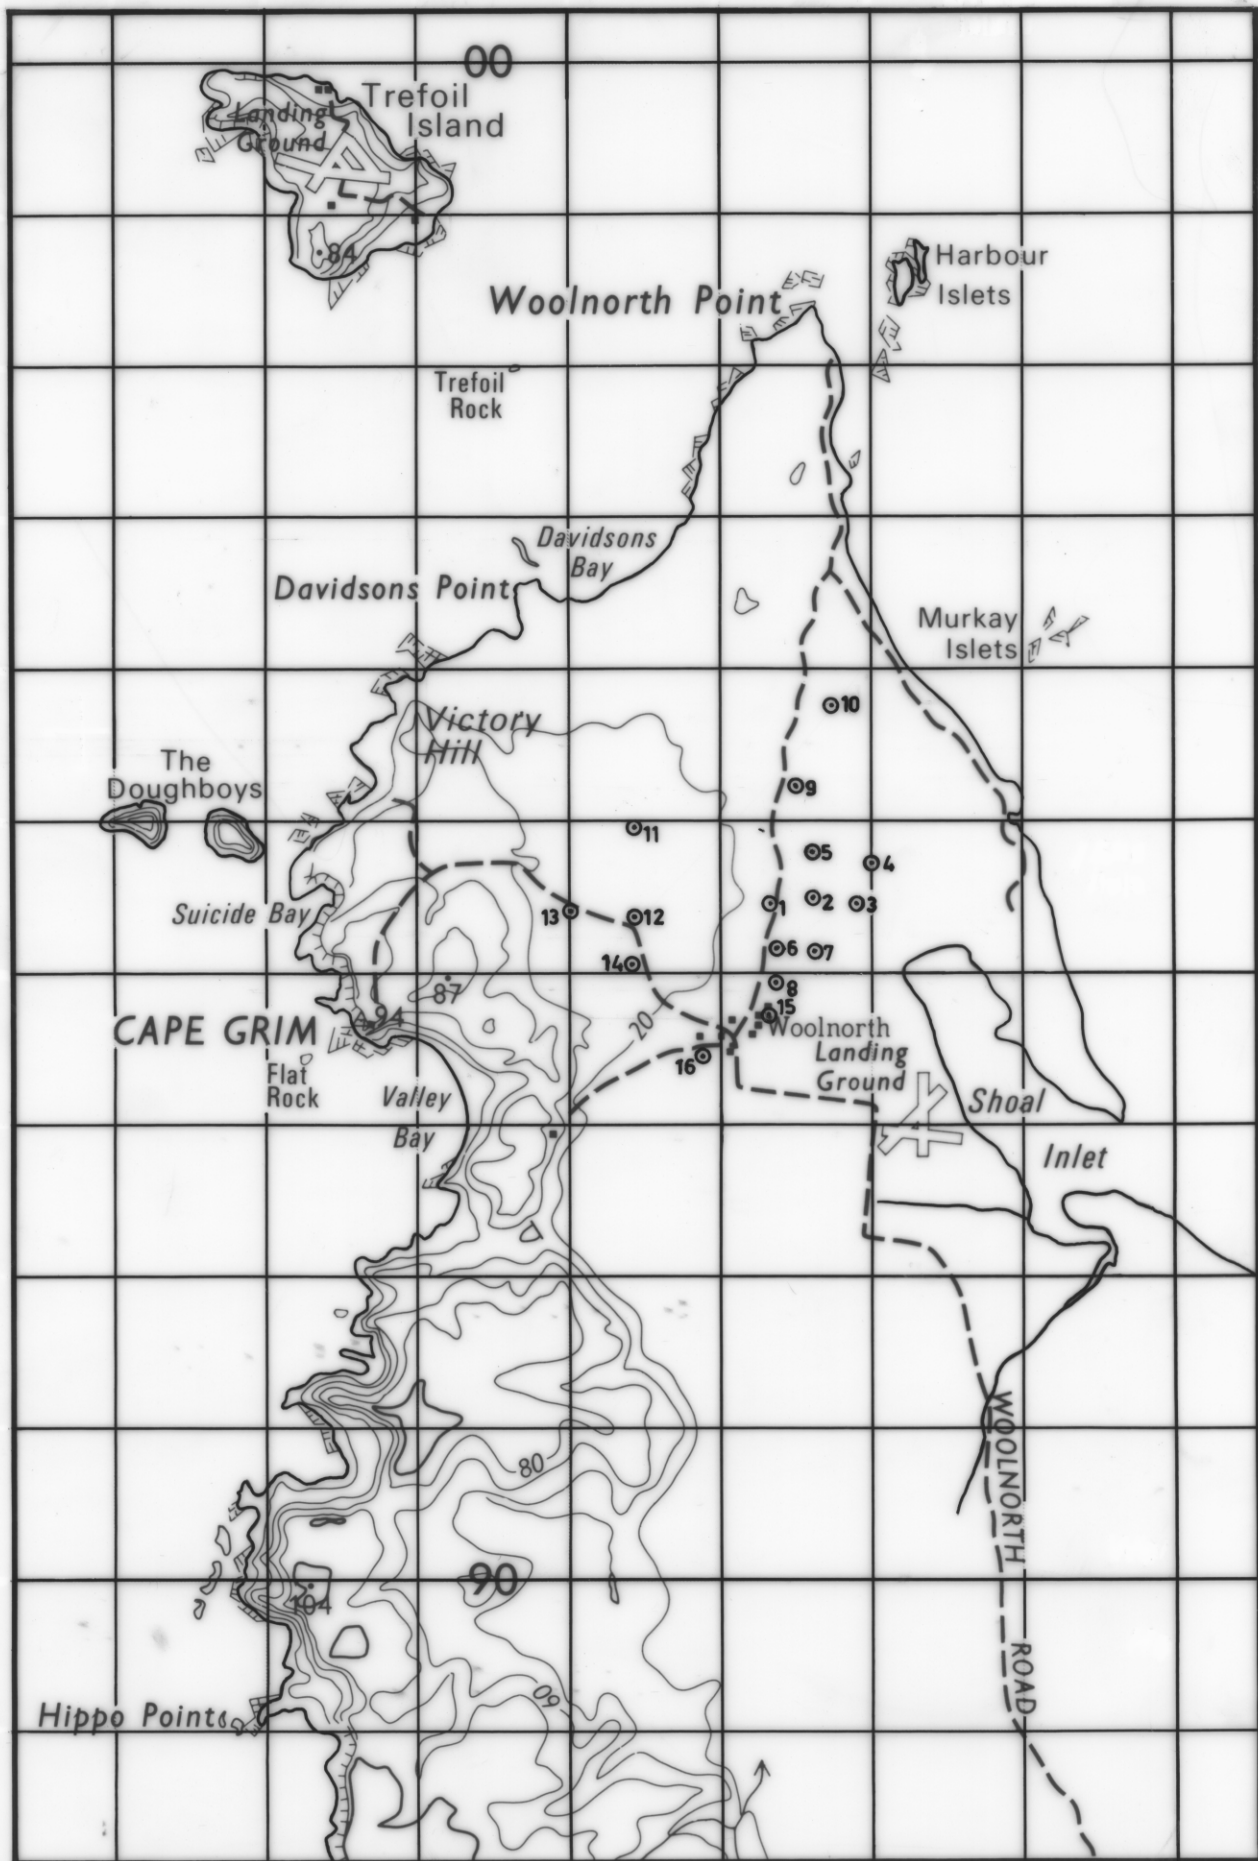 00
Trefoil
Island
Landing
Ground
84
Harbour
Islets
Woolnorth Point
Trefoil
Rock
Davidsons
Bay
Davidsons Point
Murkay
Islets
10
Victory
Hill
The
Doughboys
9
11
5
4
Suicide Bay
13
12
1
2
3
6
7
14
87
8
94
15
CAPE GRIM
20
Woolnorth
16
Landing
Ground
Flat
Rock
Valley
Bay
Shoal
Inlet
80
WOOLNORTH
ROAD
90
104
60
Hippo Point